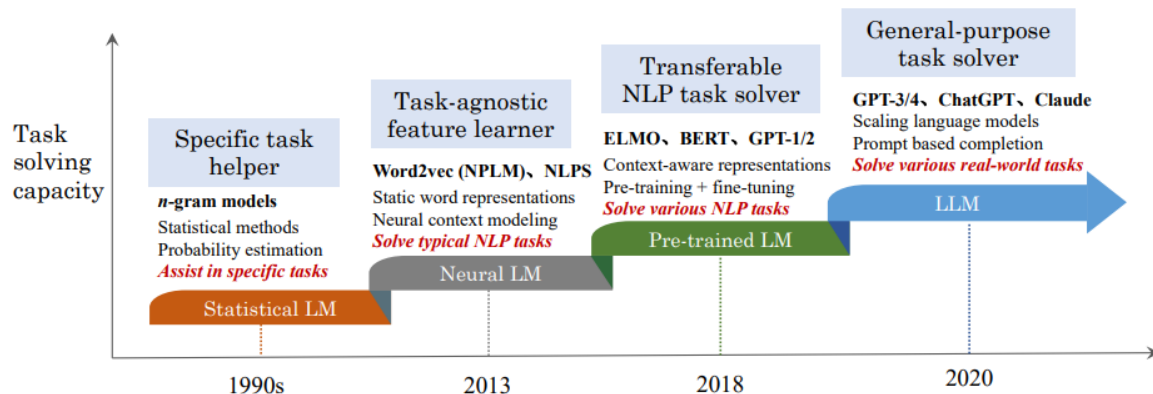 Task
solving
capacity
Specific task
helper
n-gram models
Statistical methods
Probability estimation
Assist in specific tasks
Statistical LM
1990s
Task-agnostic
feature learner
Word2vec (NPLM)、NLPS
Static word representations
Neural context modeling
Solve typical NLP tasks
Neural LM
2013
Transferable
NLP task solver
ELMO、BERT、GPT-1/2
Context-aware representations
Pre-training + fine-tuning
Solve various NLP tasks
Pre-trained LM
2018
General-purpose
task solver
GPT-3/4、ChatGPT、Claude
Scaling language models
Prompt based completion
Solve various real-world tasks
LLM
2020